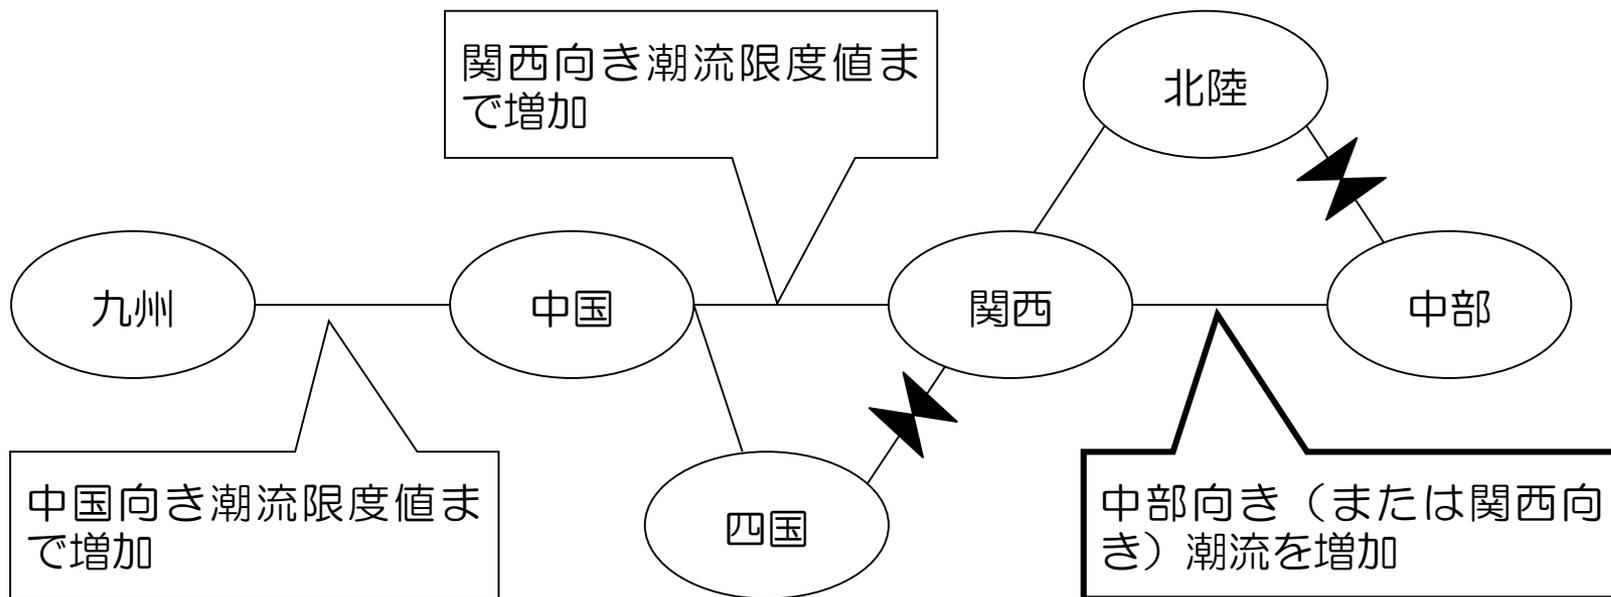 関西向き潮流限度値ま
で増加
北陸
九州
中国
関西
中部
中国向き潮流限度値ま
で増加
四国
中部向き（または関西向
き）潮流を増加